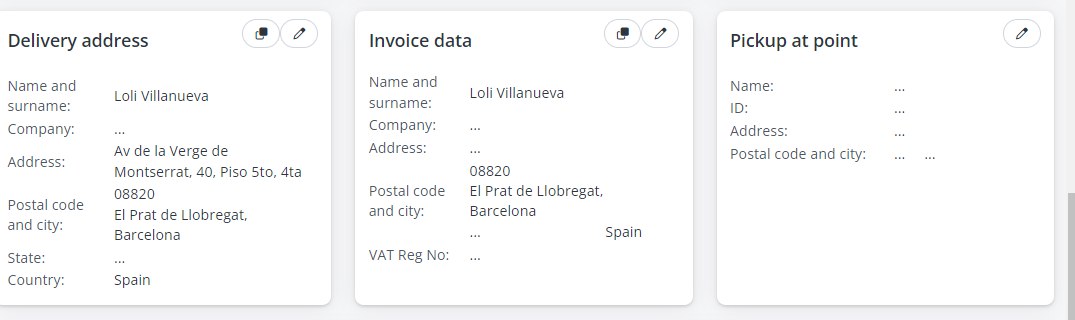 Delivery address
Name and
surname:
Loli Villanueva
Company:
...
Address:
Av de la Verge de
Montserrat, 40, Piso 5to, 4ta
Postal code
and city:
08820
El Prat de Llobregat,
Barcelona
State:
...
Country:
Spain
Invoice data
Name and
surname:
Loli Villanueva
Company:
...
Address:
...
Postal code
and city:
08820
El Prat de Llobregat,
Barcelona
... Spain
VAT Reg No:
...
Pickup at point
Name:
...
ID:
...
Address:
...
Postal code and city:
... ...